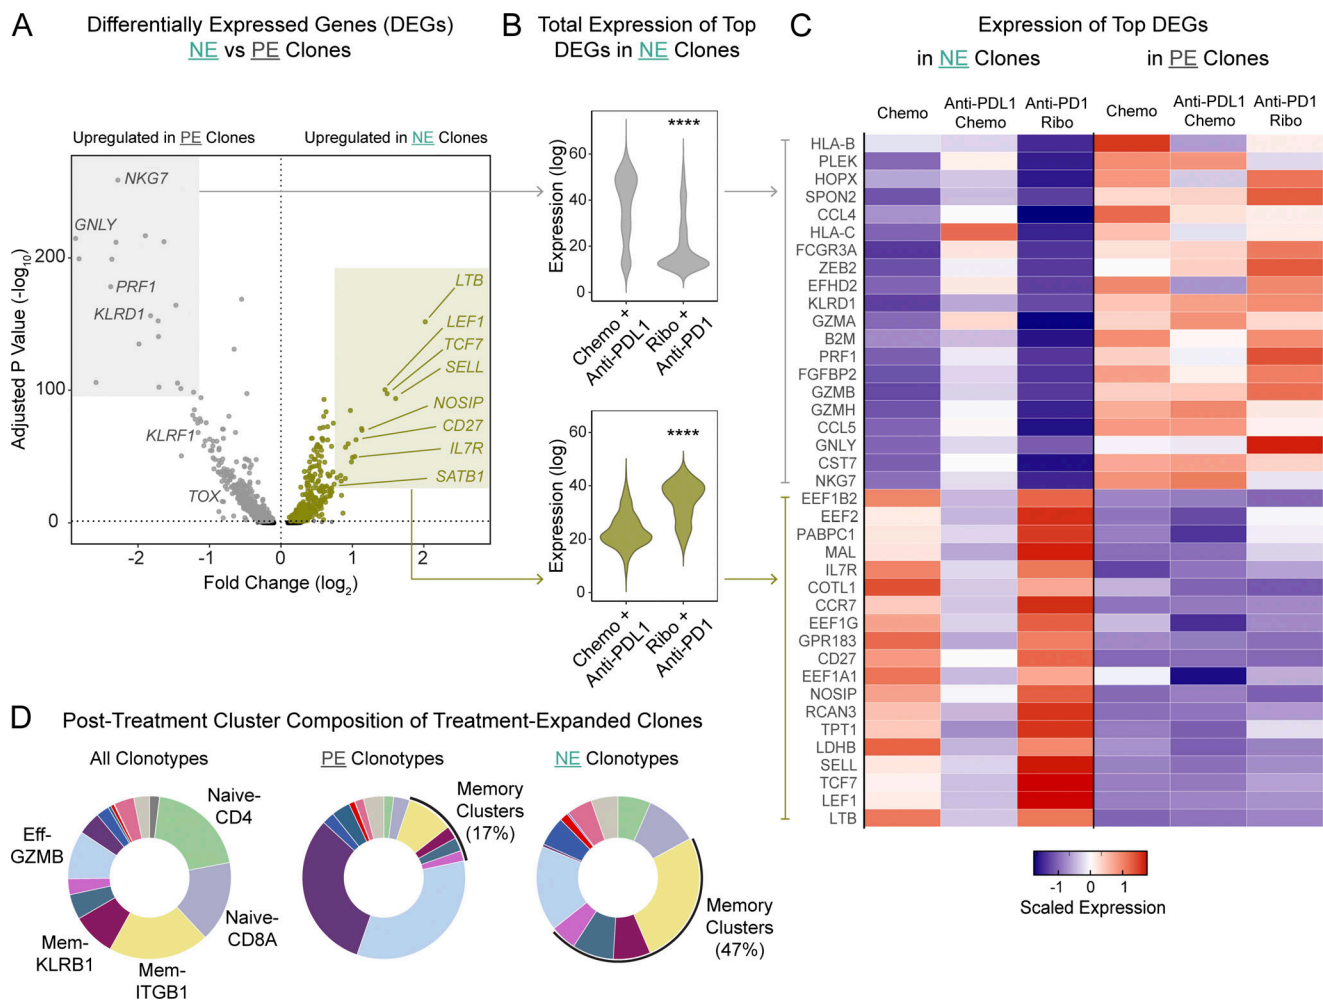 A
Differentially Expressed Genes (DEGs)
NE vs PE Clones
Upregulated in PE Clones
Upregulated in NE Clones
Adjusted P Value (-log10)
200
100
0
NKG7
GNLY
PRF1
KLRD1
KLRF1
TOX
LTB
LEF1
TCF7
SELL
NOSIP
CD27
IL7R
SATB1
-2
-1
0
1
2
Fold Change (log2)
B
Total Expression of Top
DEGs in NE Clones
Expression (log)
60
40
20
0
****
Chemo +
Anti-PDL1
Ribo +
Anti-PD1
Expression (log)
60
40
20
0
****
Chemo +
Anti-PDL1
Ribo +
Anti-PD1
C
Expression of Top DEGs
in NE Clones
in PE Clones
Chemo
Anti-PDL1
Chemo
Anti-PD1
Ribo
Chemo
Anti-PDL1
Chemo
Anti-PD1
Ribo
HLA-B
PLEK
HOPX
SPON2
CCL4
HLA-C
FCGR3A
ZEB2
EFHD2
KLRD1
GZMA
B2M
PRF1
FGFBP2
GZMB
GZMH
CCL5
GNLY
CST7
NKG7
EEF1B2
EEF2
PABPC1
MAL
IL7R
COTL1
CCR7
EEF1G
GPR183
CD27
EEF1A1
NOSIP
RCAN3
TPT1
LDHB
SELL
TCF7
LEF1
LTB
-1
0
1
Scaled Expression
D
Post-Treatment Cluster Composition of Treatment-Expanded Clones
All Clonotypes
Naive-
CD4
Naive-
CD8A
Mem-
ITGB1
Mem-
KLRB1
Eff-
GZMB
PE Clonotypes
Memory
Clusters
(17%)
NE Clonotypes
Memory
Clusters
(47%)